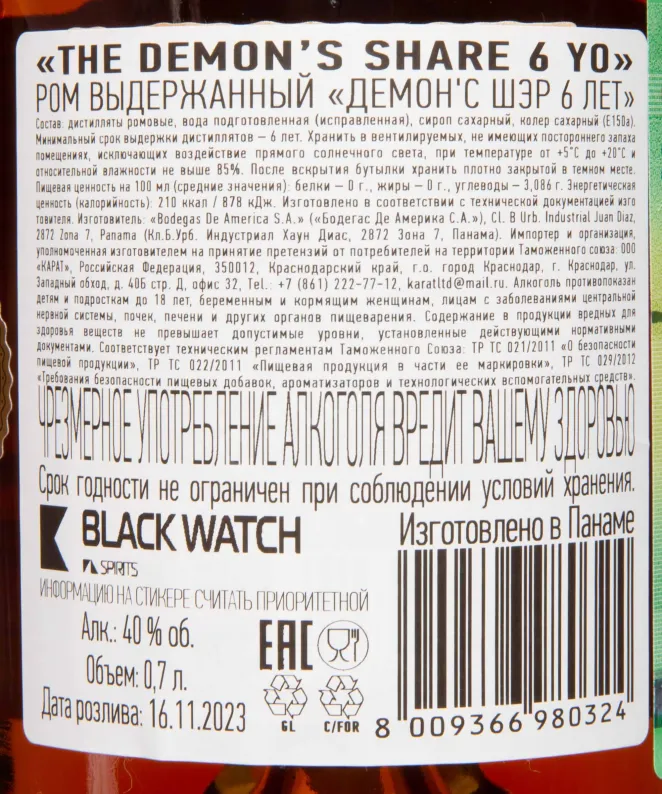 «THE DEMON'S SHARE 6 YO»
РОМ ВЫДЕРЖАННЫЙ «ДЕМОН'С ШЭР 6 ЛЕТ»
Состав: дистилляты ромовые, вода подготовленная (исправленная), сироп сахарный, колер сахарный (E150a).
Минимальный срок выдержки дистиллятов – 6 лет. Хранить в вентилируемых, не имеющих постороннего запаха
помещениях, исключающих воздействие прямого солнечного света, при температуре от +5°С до +20°С и
относительной влажности не выше 85%. После вскрытия бутылки хранить плотно закрытой в темном месте.
Пищевая ценность на 100 мл (средние значения): белки – 0 г., жиры – 0 г., углеводы – 3,086 г. Энергетическая
ценность (калорийность): 210 ккал / 878 кДж. Изготовлено в соответствии с технической документацией изго
товителя. Изготовитель: «Bodegas De America S.A.» («Бодегас Де Америка С.А.»), Cl. B Urb. Industrial Juan Diaz,
2872 Zona 7, Panama (Кл.Б.Урб. Индустриал Хаун Диас, 2872 Зона 7, Панама). Импортер и организация,
уполномоченная изготовителем на принятие претензий от потребителей на территории Таможенного союза: ООО
«КАРАТ», Российская Федерация, 350012, Краснодарский край, г.о. город Краснодар, г. Краснодар, ул.
Западный обход, д. 40Б стр. Д, офис 32, Tel.: +7 (861) 222-77-12, karatltd@mail.ru. Алкоголь противопоказан
детям и подросткам до 18 лет, беременным и кормящим женщинам, лицам с заболеваниями центральной
нервной системы, почек, печени и других органов пищеварения. Содержание в продукции вредных для
здоровья веществ не превышает допустимые уровни, установленные действующими нормативными
документами. Соответствует техническим регламентам Таможенного Союза: ТР ТС 021/2011 «О безопасности
пищевой продукции», ТР ТС 022/2011 «Пищевая продукция в части ее маркировки», ТР ТС 029/2012
«Требования безопасности пищевых добавок, ароматизаторов и технологических вспомогательных средств».
ЧРЕЗМЕРНОЕ УПОТРЕБЛЕНИЕ АЛКОГОЛЯ ВРЕДИТ ВАШЕМУ ЗДОРОВЬЮ
Срок годности не ограничен при соблюдении условий хранения.
BLACK WATCH
SPIRITS
Изготовлено в Панаме
ИНФОРМАЦИЮ НА СТИКЕРЕ СЧИТАТЬ ПРИОРИТЕТНОЙ
Алк.: 40 % об.
Объем: 0,7 л.
Дата розлива: 16.11.2023
EAC
GL
C/FOR
8 009366 980324